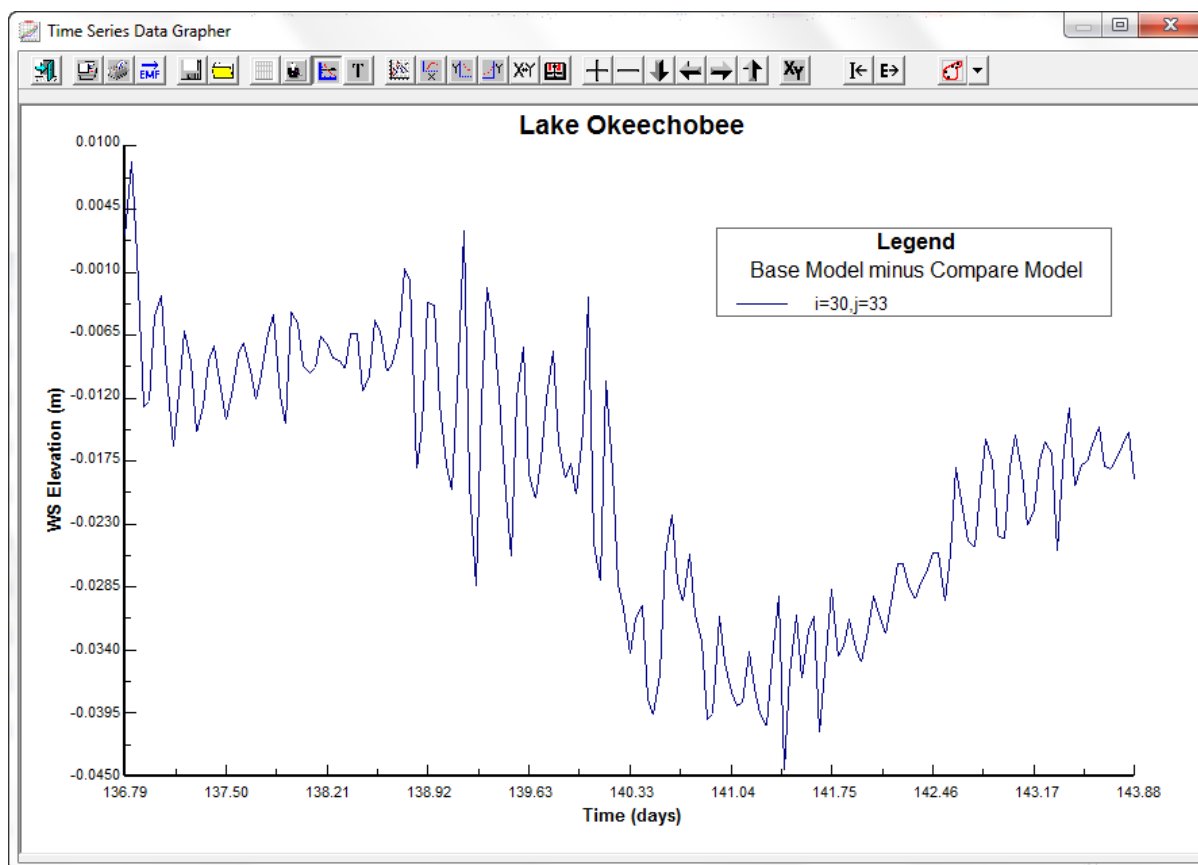 Time Series Data Grapher
EMF
T
X+Y
XY
I←
E→
Lake Okeechobee
0.0100
0.0045
-0.0010
-0.0065
-0.0120
-0.0175
-0.0230
-0.0285
-0.0340
-0.0395
-0.0450
WS Elevation (m)
Legend
Base Model minus Compare Model
i=30,j=33
136.79 137.50 138.21 138.92 139.63 140.33 141.04 141.75 142.46 143.17 143.88
Time (days)